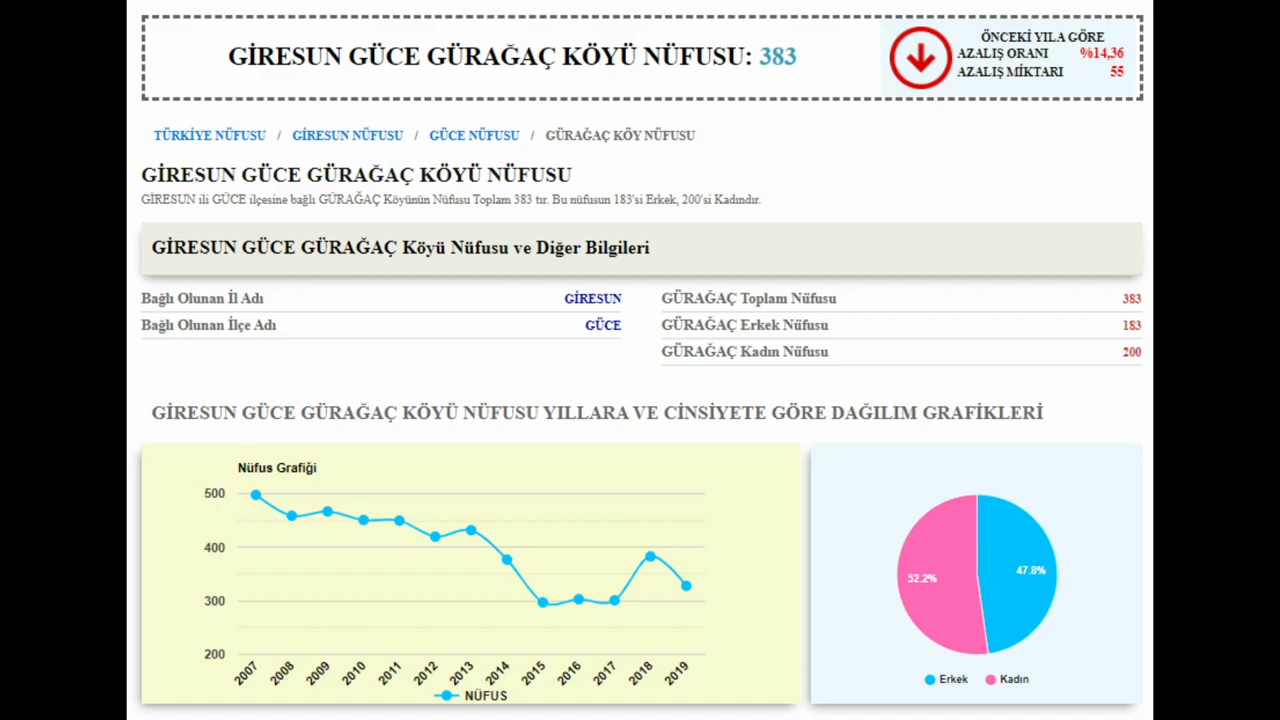 GİRESUN GÜCE GÜRAĞAÇ KÖYÜ NÜFUSU: 383
ÖNCEKİ YILA GÖRE
AZALIŞ ORANI %14,36
AZALIŞ MİKTARI 55
TÜRKİYE NÜFUSU / GİRESUN NÜFUSU / GÜCE NÜFUSU / GÜRAĞAÇ KÖY NÜFUSU
GİRESUN GÜCE GÜRAĞAÇ KÖYÜ NÜFUSU
GİRESUN ili GÜCE ilçesine bağlı GÜRAĞAÇ Köyünün Nüfusu Toplam 383 tır. Bu nüfusun 183'si Erkek, 200'si Kadındır.
GİRESUN GÜCE GÜRAĞAÇ Köyü Nüfusu ve Diğer Bilgileri
Bağlı Olunan İl Adı GİRESUN
Bağlı Olunan İlçe Adı GÜCE
GÜRAĞAÇ Toplam Nüfusu 383
GÜRAĞAÇ Erkek Nüfusu 183
GÜRAĞAÇ Kadın Nüfusu 200
GİRESUN GÜCE GÜRAĞAÇ KÖYÜ NÜFUSU YILLARA VE CİNSİYETE GÖRE DAĞILIM GRAFİKLERİ
Nüfus Grafiği
500
400
300
200
2007 2008 2009 2010 2011 2012 2013 2014 2015 2016 2017 2018 2019
NÜFUS
52.2% 47.8%
Erkek Kadın